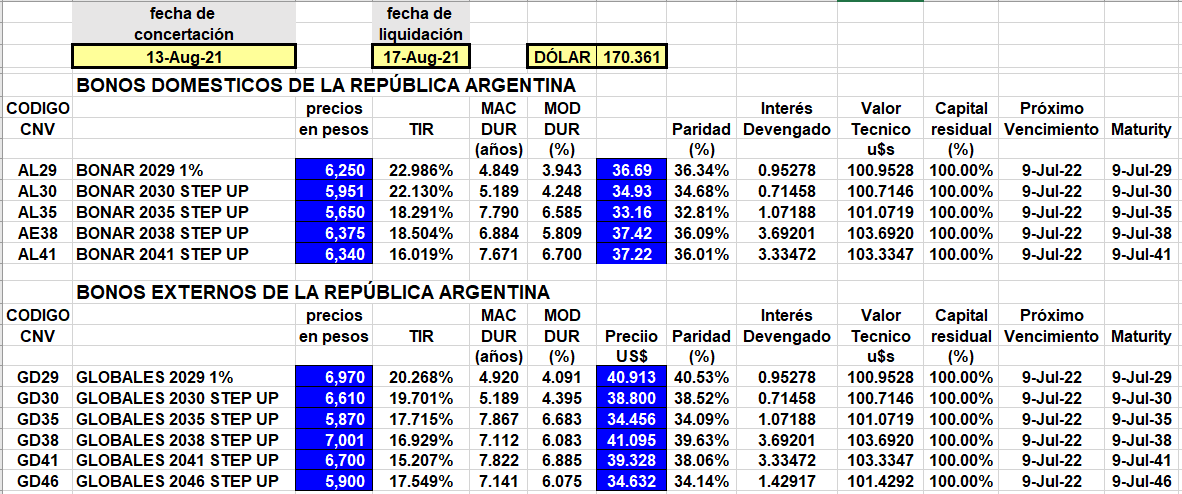 fecha de fecha de
concertación liquidación
13-Aug-21 17-Aug-21 DÓLAR 170.361
BONOS DOMESTICOS DE LA REPÚBLICA ARGENTINA
CODIGO precios MAC MOD Interés Valor Capital Próximo
CNV en pesos TIR DUR DUR Paridad Devengado Tecnico residual Vencimiento Maturity
(años) (%) (%) u$s (%)
AL29 BONAR 2029 1% 6,250 22.986% 4.849 3.943 36.69 36.34% 0.95278 100.9528 100.00% 9-Jul-22 9-Jul-29
AL30 BONAR 2030 STEP UP 5,951 22.130% 5.189 4.248 34.93 34.68% 0.71458 100.7146 100.00% 9-Jul-22 9-Jul-30
AL35 BONAR 2035 STEP UP 5,650 18.291% 7.790 6.585 33.16 32.81% 1.07188 101.0719 100.00% 9-Jul-22 9-Jul-35
AE38 BONAR 2038 STEP UP 6,375 18.504% 6.884 5.809 37.42 36.09% 3.69201 103.6920 100.00% 9-Jul-22 9-Jul-38
AL41 BONAR 2041 STEP UP 6,340 16.019% 7.671 6.700 37.22 36.01% 3.33472 103.3347 100.00% 9-Jul-22 9-Jul-41
BONOS EXTERNOS DE LA REPÚBLICA ARGENTINA
CODIGO precios MAC MOD Interés Valor Capital Próximo
CNV en pesos TIR DUR DUR Preciio Paridad Devengado Tecnico residual Vencimiento Maturity
(años) (%) US$ (%) u$s (%)
GD29 GLOBALES 2029 1% 6,970 20.268% 4.920 4.091 40.913 40.53% 0.95278 100.9528 100.00% 9-Jul-22 9-Jul-29
GD30 GLOBALES 2030 STEP UP 6,610 19.701% 5.189 4.395 38.800 38.52% 0.71458 100.7146 100.00% 9-Jul-22 9-Jul-30
GD35 GLOBALES 2035 STEP UP 5,870 17.715% 7.867 6.683 34.456 34.09% 1.07188 101.0719 100.00% 9-Jul-22 9-Jul-35
GD38 GLOBALES 2038 STEP UP 7,001 16.929% 7.112 6.083 41.095 39.63% 3.69201 103.6920 100.00% 9-Jul-22 9-Jul-38
GD41 GLOBALES 2041 STEP UP 6,700 15.207% 7.822 6.885 39.328 38.06% 3.33472 103.3347 100.00% 9-Jul-22 9-Jul-41
GD46 GLOBALES 2046 STEP UP 5,900 17.549% 7.141 6.075 34.632 34.14% 1.42917 101.4292 100.00% 9-Jul-22 9-Jul-46